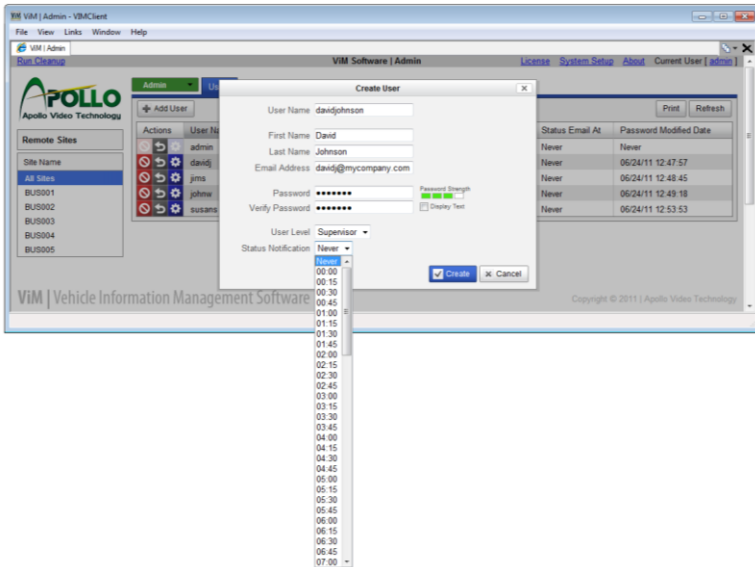 ViM | Admin - VIMClient
File View Links Window Help
ViM | Admin
Run Cleanup ViM Software | Admin License System Setup About Current User [ admin ]
APOLLO
Apollo Video Technology
Admin
Add User Print Refresh
Remote Sites
Site Name
All Sites
BUS001
BUS002
BUS003
BUS004
BUS005
Actions User Na Status Email At Password Modified Date
admin Never Never
davidj Never 06/24/11 12:47:57
jims Never 06/24/11 12:48:45
johnw Never 06/24/11 12:49:18
susans Never 06/24/11 12:53:53
Create User
User Name davidjohnson
First Name David
Last Name Johnson
Email Address davidj@mycompany.com
Password ••••••• Password Strength
Verify Password ••••••• Display Text
User Level Supervisor
Status Notification Never
Create Cancel
Never
00:00
00:15
00:30
00:45
01:00
01:15
01:30
01:45
02:00
02:15
02:30
02:45
03:00
03:15
03:30
03:45
04:00
04:15
04:30
04:45
05:00
05:15
05:30
05:45
06:00
06:15
06:30
06:45
07:00
ViM | Vehicle Information Management Software
Copyright © 2011 | Apollo Video Technology